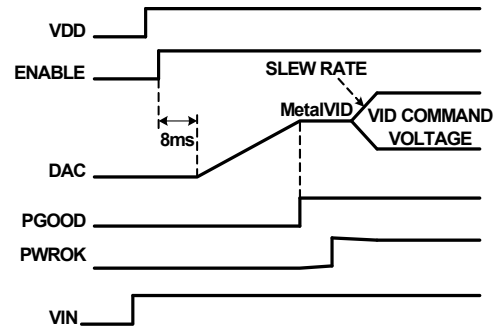 VDD
ENABLE
SLEW RATE
MetalVID
VID COMMAND
VOLTAGE
8ms
DAC
PGOOD
PWROK
VIN